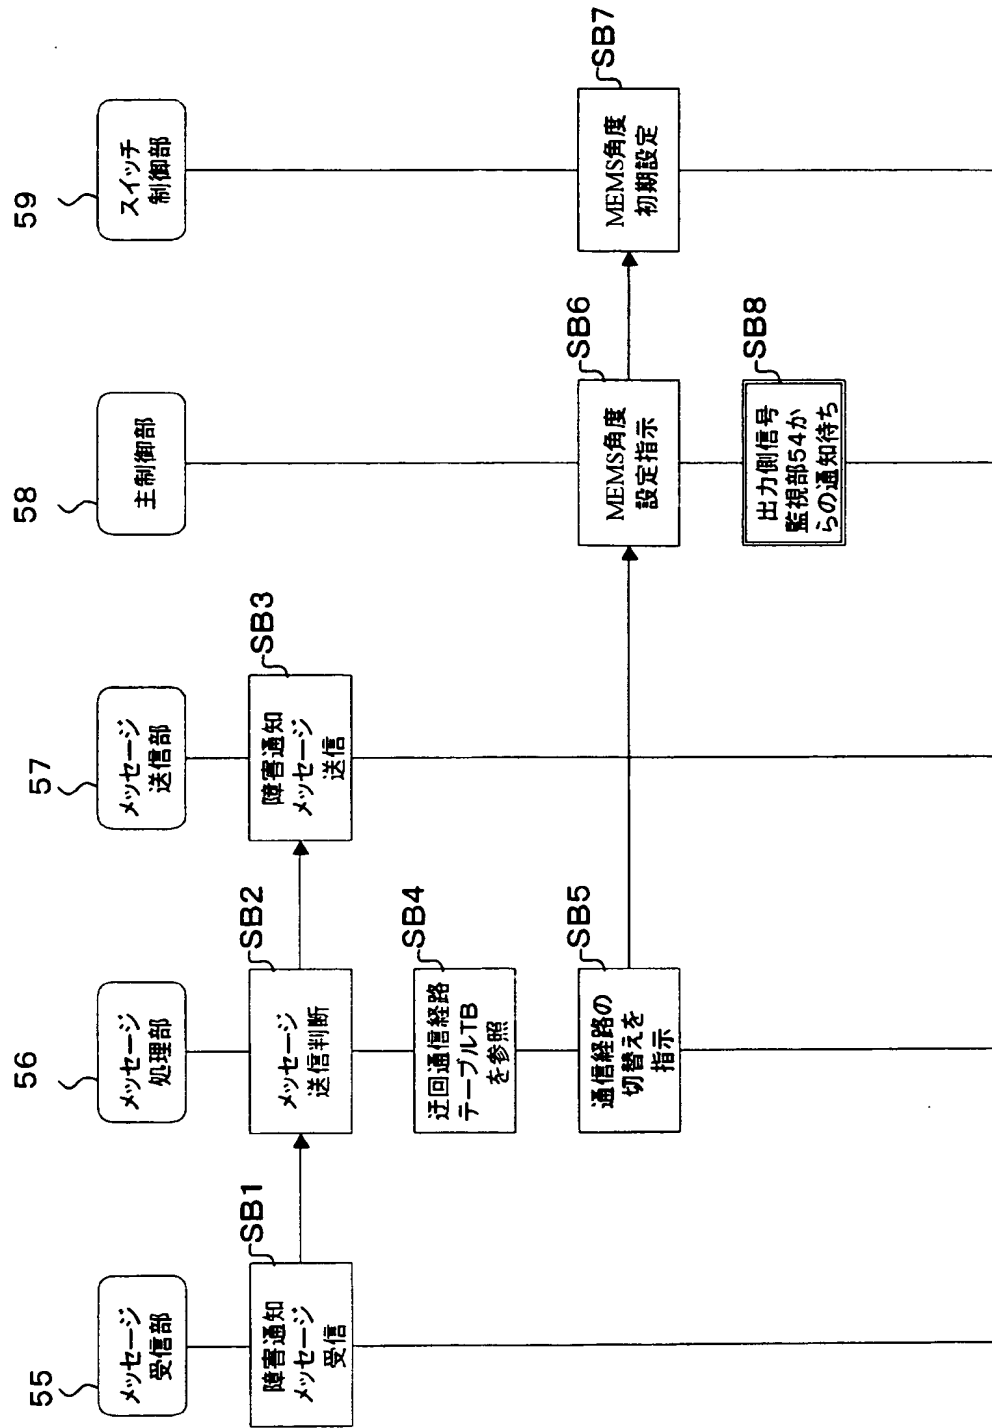 55
メッセージ
受信部
56
メッセージ
処理部
57
メッセージ
送信部
58
主制御部
59
スイッチ
制御部
SB1
障害通知
メッセージ
受信
SB2
メッセージ
送信判断
SB3
障害通知
メッセージ
送信
SB4
迂回通信経路
テーブルTB
を参照
SB5
通信経路の
切替えを
指示
SB6
MEMS角度
設定指示
SB7
MEMS角度
初期設定
SB8
出力側信号
監視部54か
らの通知待ち